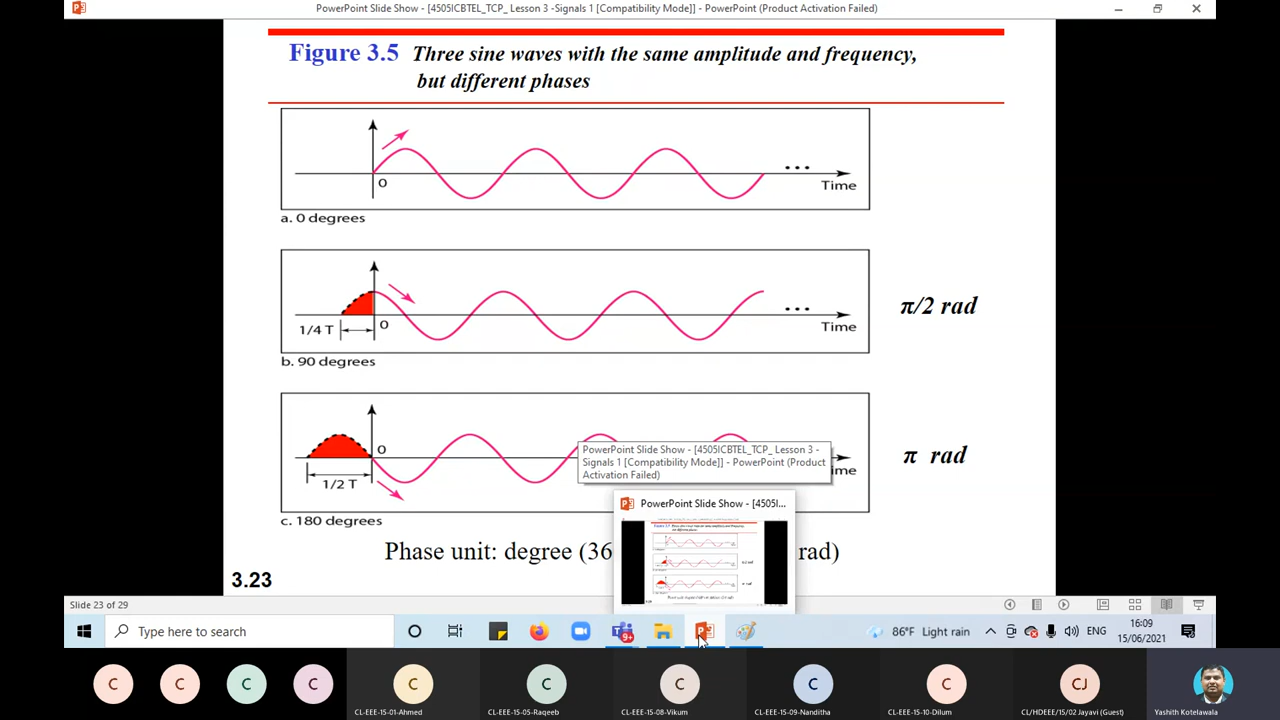 PowerPoint Slide Show - [4505ICBTEL_TCP_ Lesson 3 -Signals 1 [Compatibility Mode]] - PowerPoint (Product Activation Failed)
Figure 3.5 Three sine waves with the same amplitude and frequency,
but different phases
0
Time
a. 0 degrees
0
1/4 T
Time
b. 90 degrees
π/2 rad
0
1/2 T
ime
c. 180 degrees
π rad
PowerPoint Slide Show - [4505ICBTEL_TCP_ Lesson 3 -
Signals 1 [Compatibility Mode]] - PowerPoint (Product
Activation Failed)
PowerPoint Slide Show - [4505I...
Phase unit: degree (36 rad)
3.23
Slide 23 of 29
Type here to search
9+
86°F Light rain
ENG
16:09
15/06/2021
C
C
C
C
C
C
C
C
C
CJ
CL-EEE-15-01-Ahmed
CL-EEE-15-05-Raqeeb
CL-EEE-15-08-Vikum
CL-EEE-15-09-Nanditha
CL-EEE-15-10-Dilum
CL/HDEEE/15/02 Jayavi (Guest)
Yashith Kotelawala